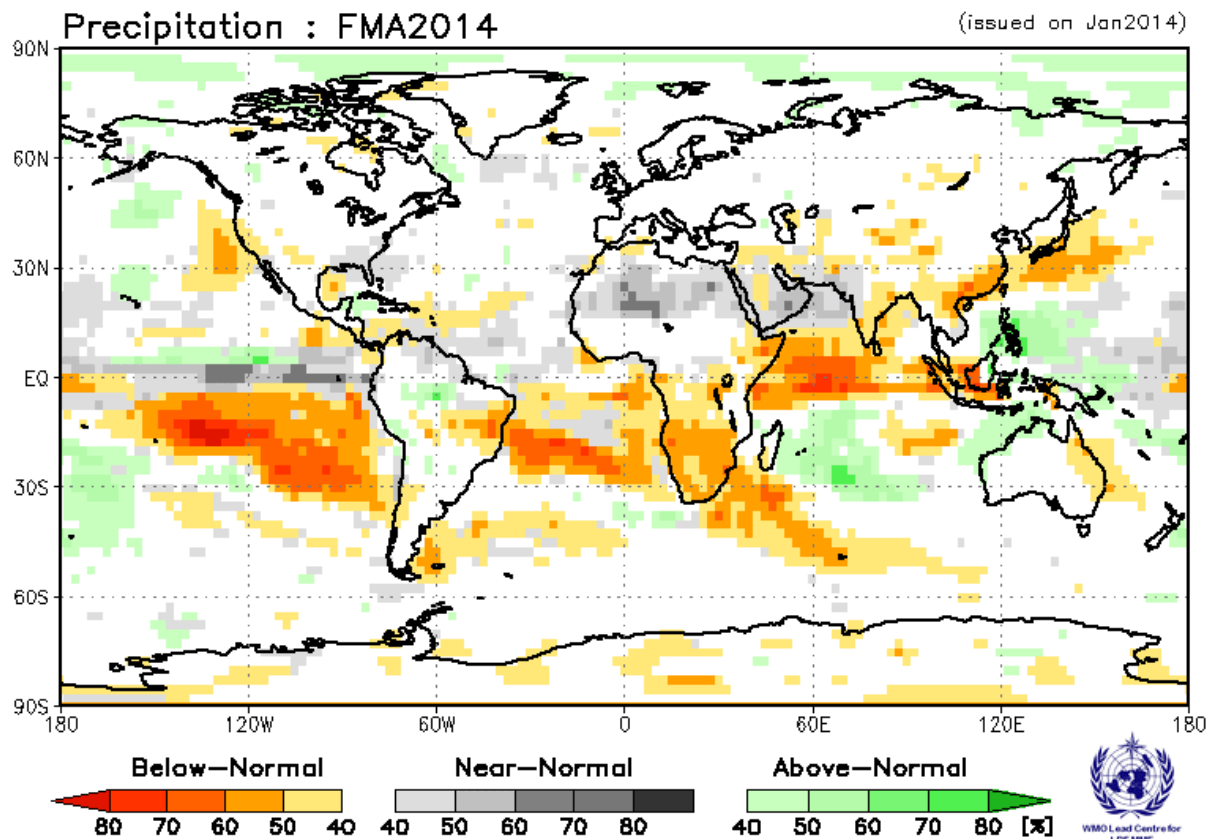 Precipitation : FMA2014
(issued on Jan2014)
90N
60N
30N
EQ
30S
60S
90S
180 120W 60W 0 60E 120E 180
Below-Normal Near-Normal Above-Normal
80 70 60 50 40 40 50 60 70 80 40 50 60 70 80 [%]
WMO Lead Centre for